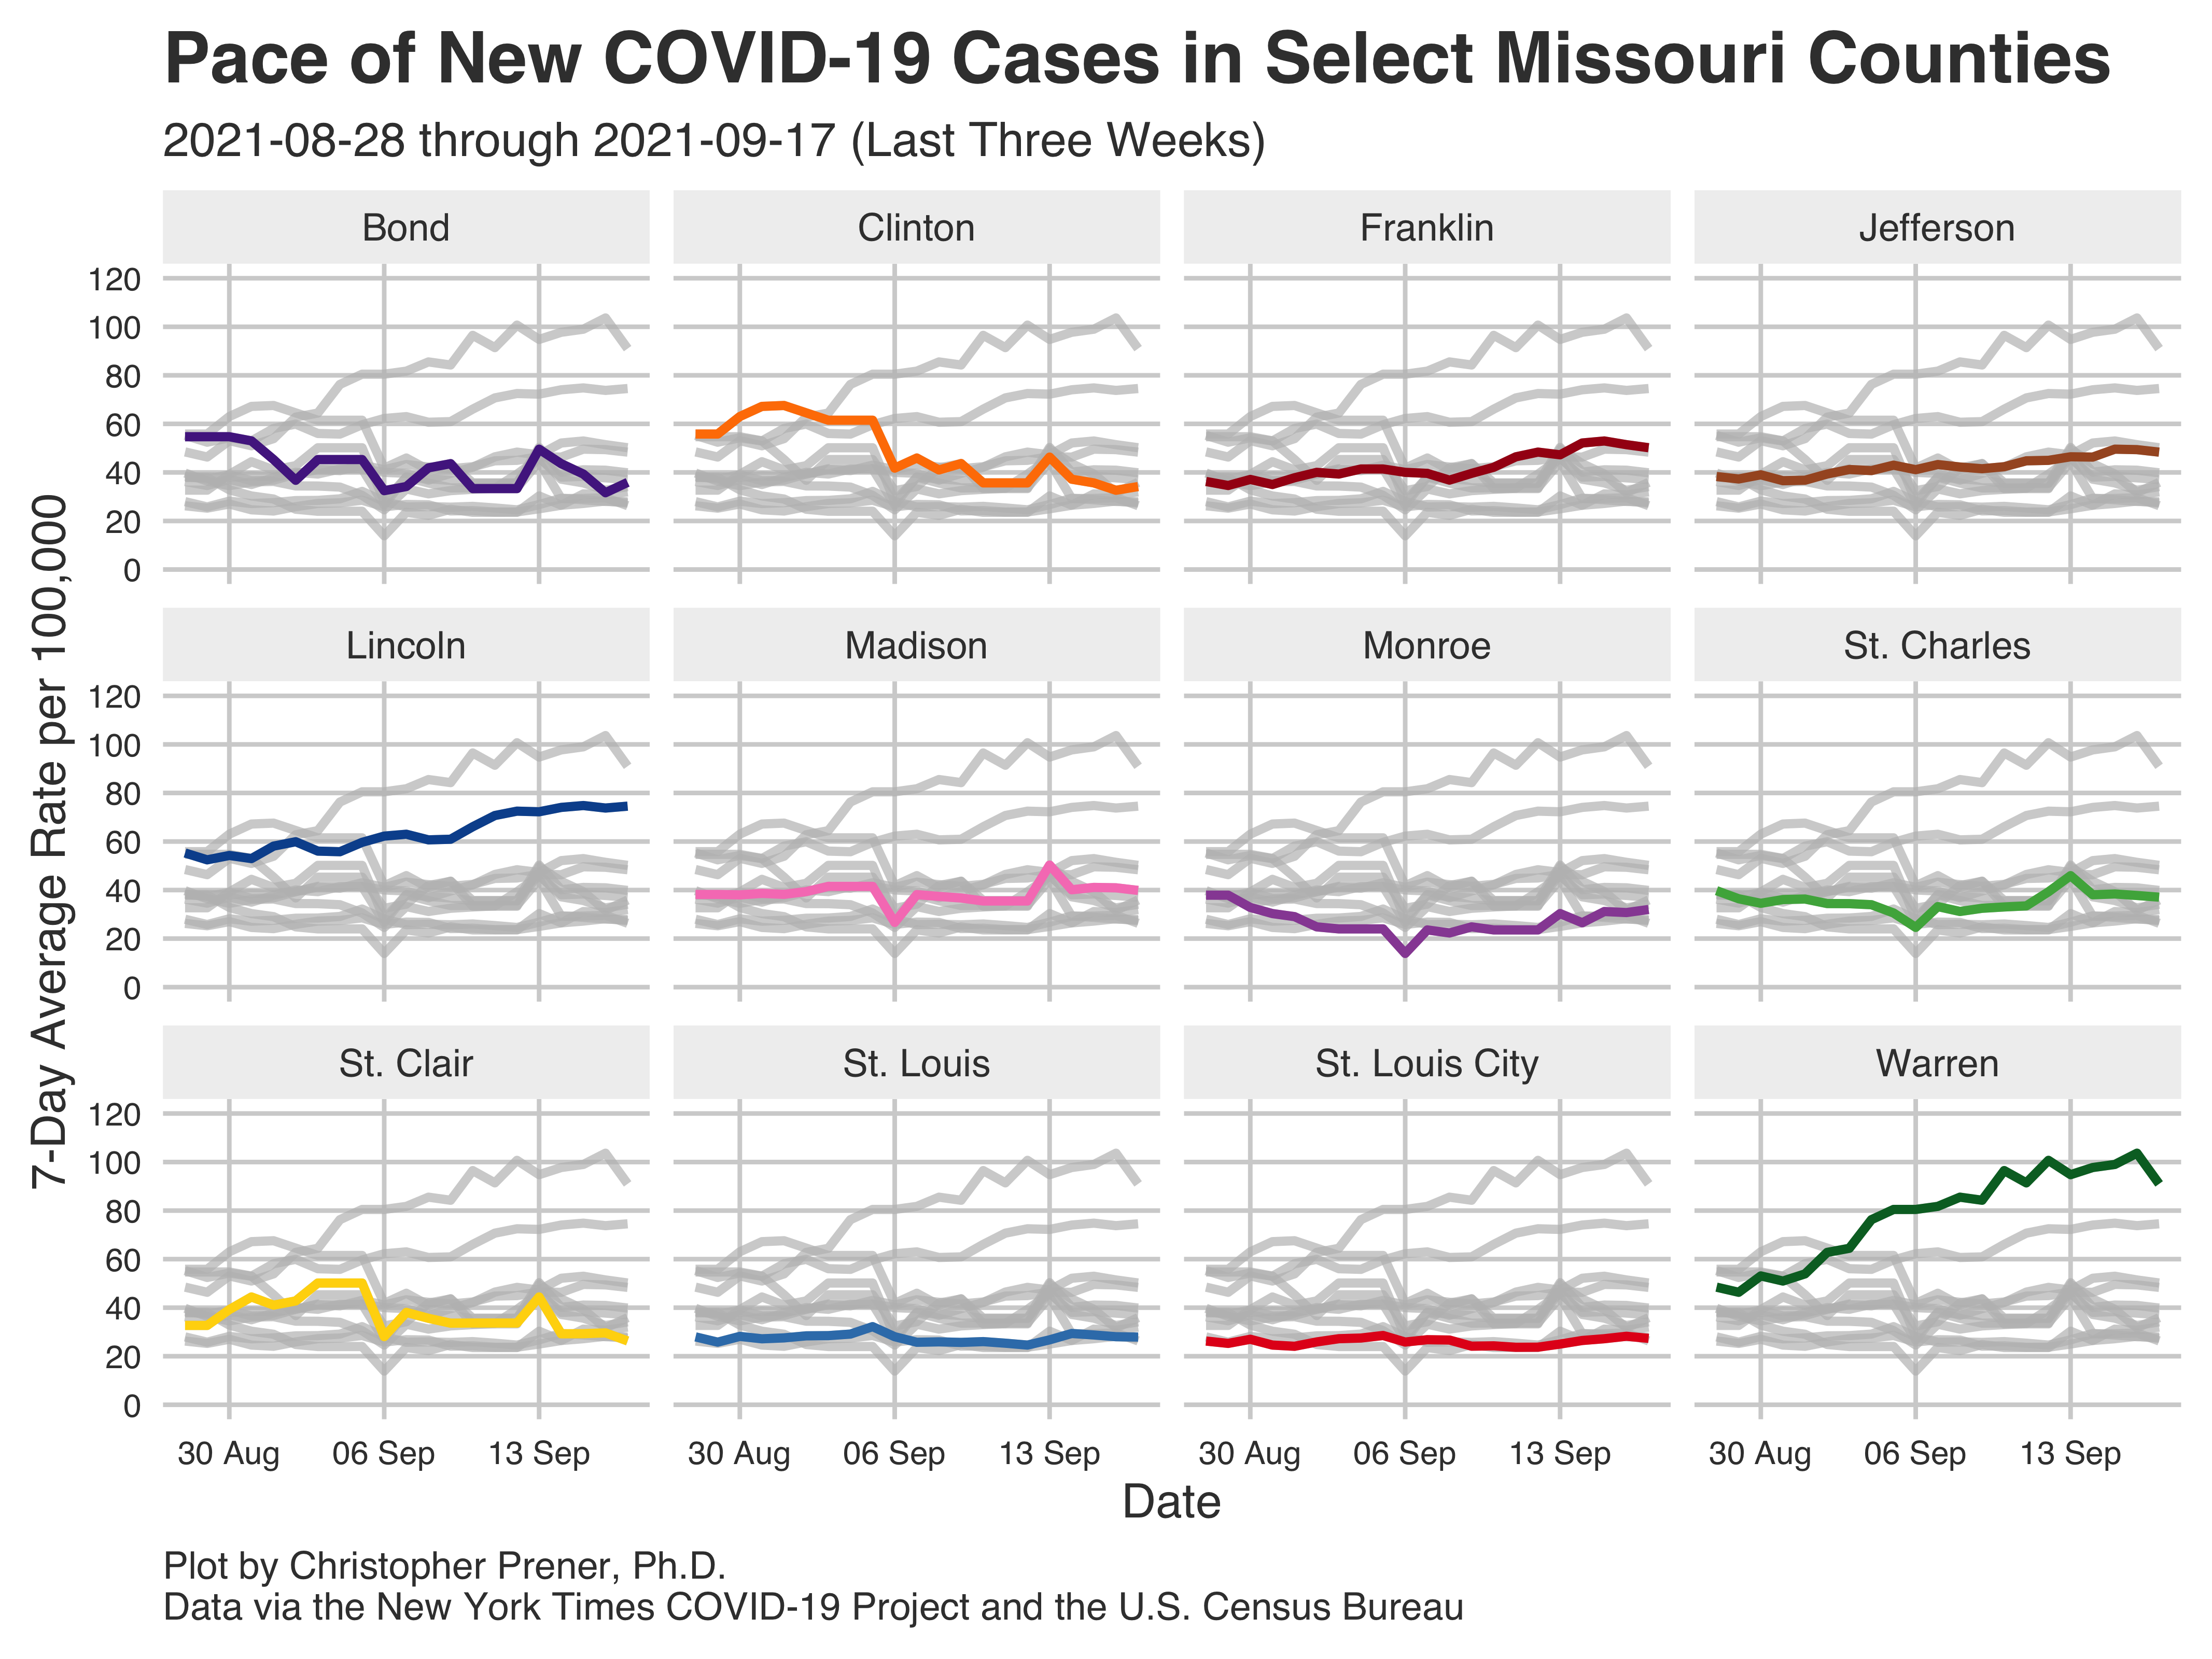 Pace of New COVID-19 Cases in Select Missouri Counties
2021-08-28 through 2021-09-17 (Last Three Weeks)
7-Day Average Rate per 100,000
Bond
Clinton
Franklin
Jefferson
120
100
80
60
40
20
0
Lincoln
Madison
Monroe
St. Charles
120
100
80
60
40
20
0
St. Clair
St. Louis
St. Louis City
Warren
120
100
80
60
40
20
0
30 Aug 06 Sep 13 Sep
30 Aug 06 Sep 13 Sep
30 Aug 06 Sep 13 Sep
30 Aug 06 Sep 13 Sep
Date
Plot by Christopher Prener, Ph.D.
Data via the New York Times COVID-19 Project and the U.S. Census Bureau